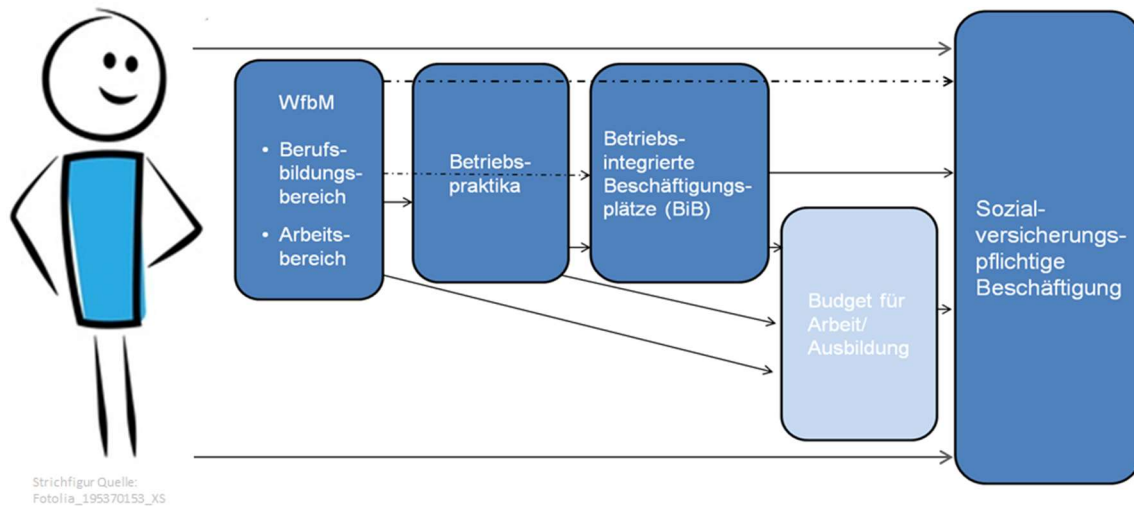 WfbM
• Berufs-
bildungs-
bereich
• Arbeits-
bereich
Betriebs-
praktika
Betriebs-
integrierte
Beschäftigungs-
plätze (BiB)
Budget für
Arbeit/
Ausbildung
Sozial-
versicherungs-
pflichtige
Beschäftigung
Strichfigur Quelle:
Fotolia_195370153_XS